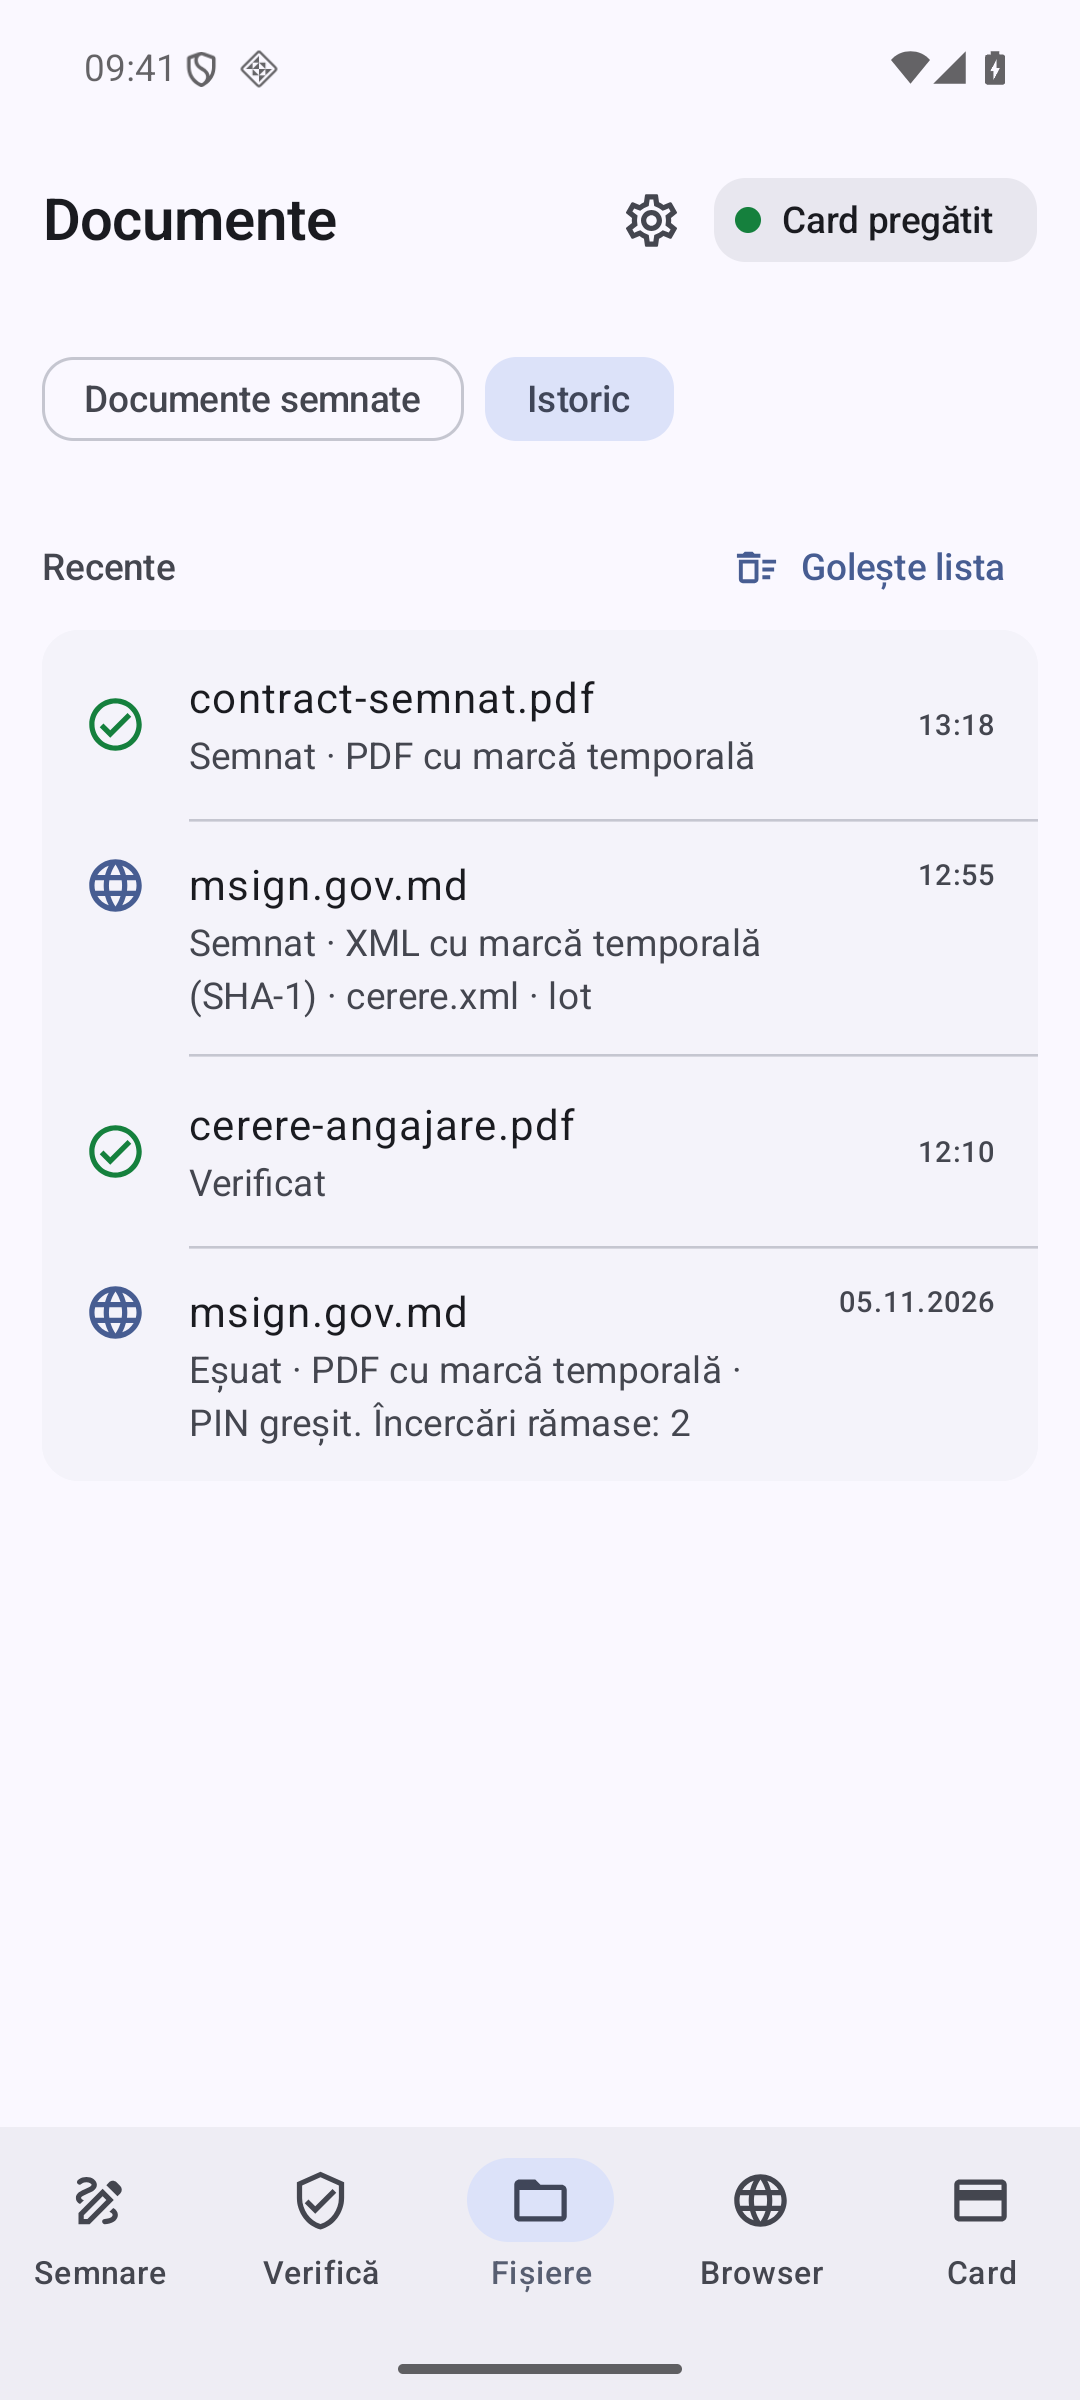 09:41
Documente
Card pregătit
Documente semnate
Istoric
Recente
Golește lista
contract-semnat.pdf
Semnat · PDF cu marcă temporală
13:18
msign.gov.md
12:55
Semnat · XML cu marcă temporală
(SHA-1) · cerere.xml · lot
cerere-angajare.pdf
Verificat
12:10
msign.gov.md
05.11.2026
Eșuat · PDF cu marcă temporală ·
PIN greșit. Încercări rămase: 2
Semnare
Verifică
Fișiere
Browser
Card